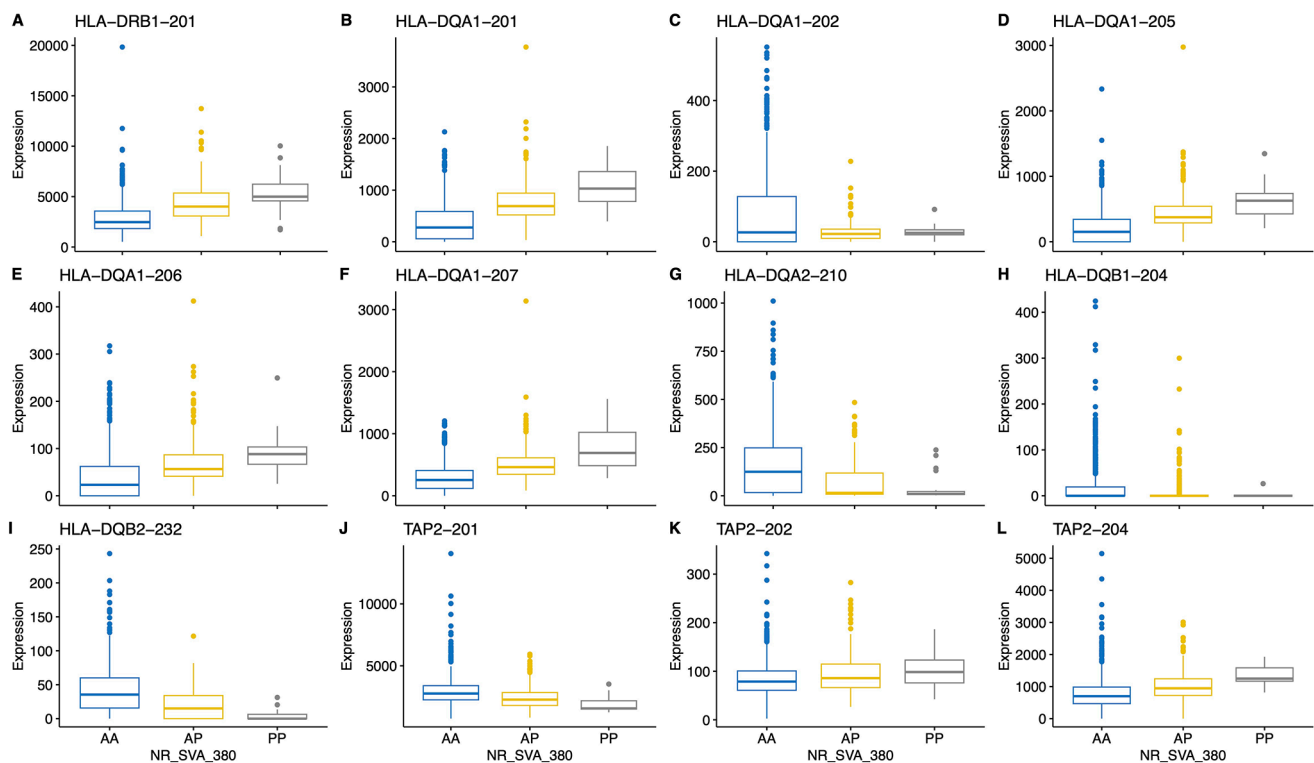 A HLA−DRB1−201
Expression
20000
15000
10000
5000
0
B HLA−DQA1−201
Expression
3000
2000
1000
0
C HLA−DQA1−202
Expression
400
200
0
D HLA−DQA1−205
Expression
3000
2000
1000
0
E HLA−DQA1−206
Expression
400
300
200
100
0
F HLA−DQA1−207
Expression
3000
2000
1000
0
G HLA−DQA2−210
Expression
1000
750
500
250
0
H HLA−DQB1−204
Expression
400
300
200
100
0
I HLA−DQB2−232
Expression
250
200
150
100
50
0
AA AP PP
NR_SVA_380
J TAP2−201
Expression
10000
5000
AA AP PP
NR_SVA_380
K TAP2−202
Expression
300
200
100
0
AA AP PP
NR_SVA_380
L TAP2−204
Expression
5000
4000
3000
2000
1000
0
AA AP PP
NR_SVA_380